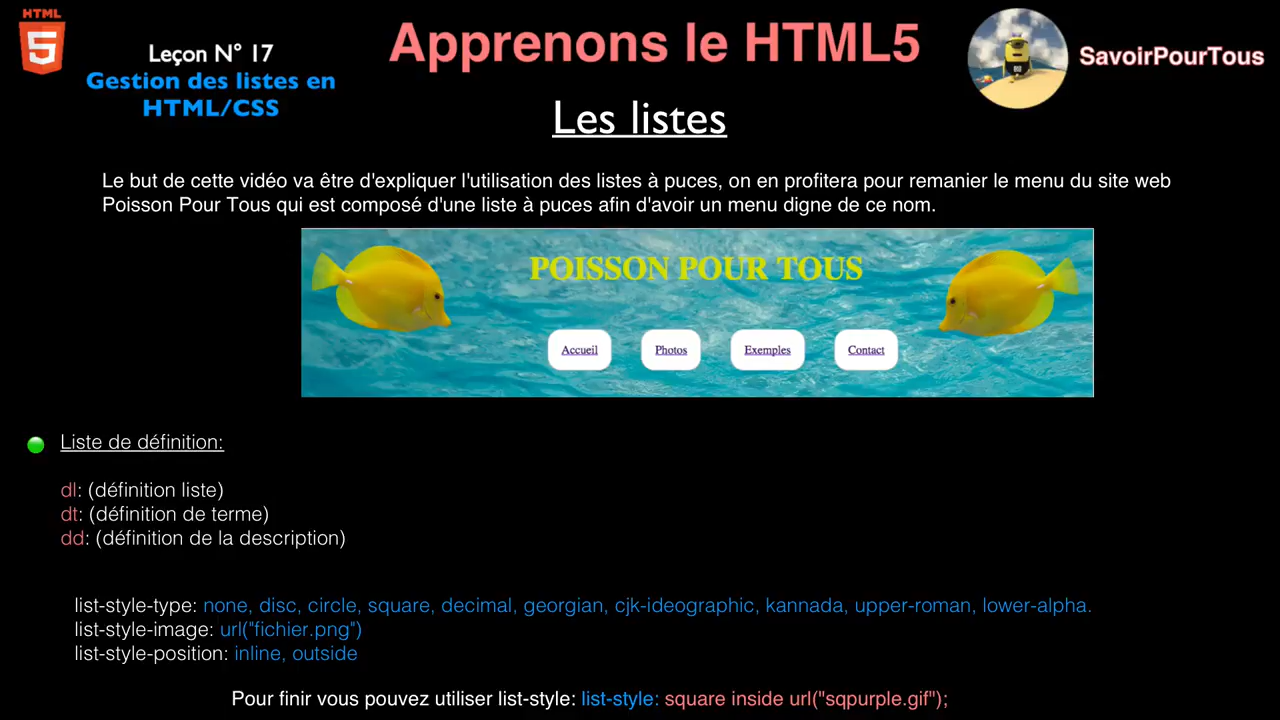 HTML
5
Leçon N° 17
Gestion des listes en
HTML/CSS
Apprenons le HTML5
SavoirPourTous
Les listes
Le but de cette vidéo va être d'expliquer l'utilisation des listes à puces, on en profitera pour remanier le menu du site web
Poisson Pour Tous qui est composé d'une liste à puces afin d'avoir un menu digne de ce nom.
POISSON POUR TOUS
Accueil Photos Exemples Contact
Liste de définition:
dl: (définition liste)
dt: (définition de terme)
dd: (définition de la description)
list-style-type: none, disc, circle, square, decimal, georgian, cjk-ideographic, kannada, upper-roman, lower-alpha.
list-style-image: url("fichier.png")
list-style-position: inline, outside
Pour finir vous pouvez utiliser list-style: list-style: square inside url("sqpurple.gif");